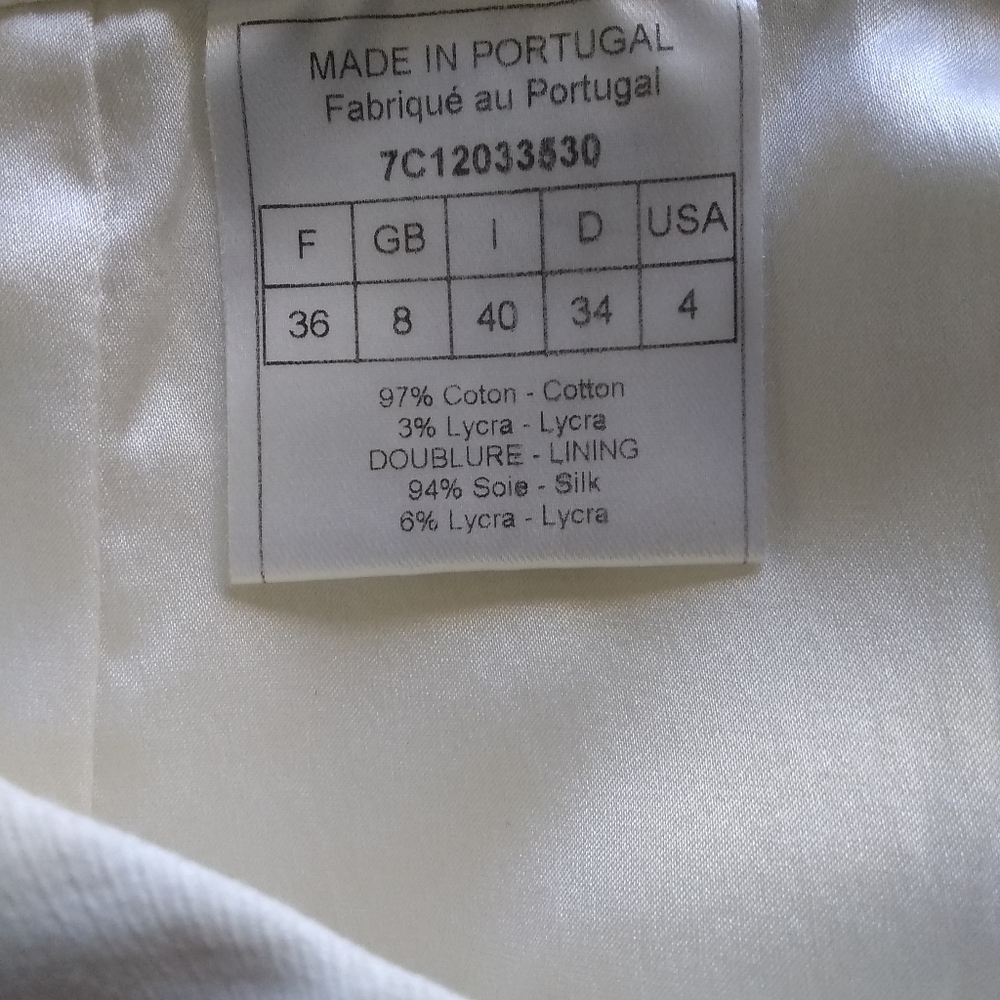 MADE IN PORTUGAL
Fabriqué au Portugal
7C12033530
F GB I D USA
36 8 40 34 4
97% Coton - Cotton
3% Lycra - Lycra
DOUBLURE - LINING
94% Soie - Silk
6% Lycra - Lycra